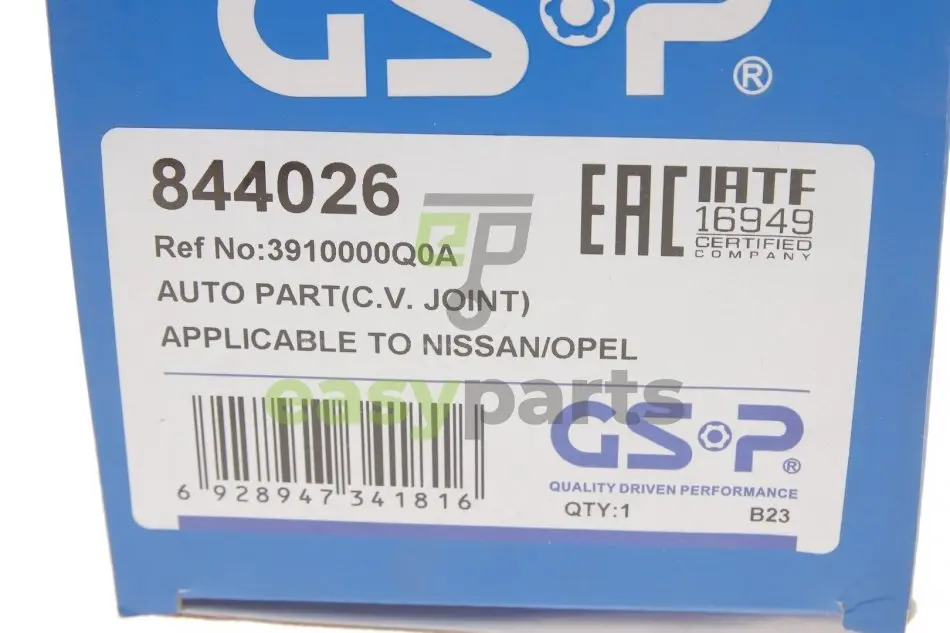 GSP®
844026
Ref No:3910000Q0A
AUTO PART(C.V. JOINT)
APPLICABLE TO NISSAN/OPEL
EAC
IATF
16949
CERTIFIED
COMPANY
easyparts
6 928947 341816
GSP®
QUALITY DRIVEN PERFORMANCE
QTY:1
B23